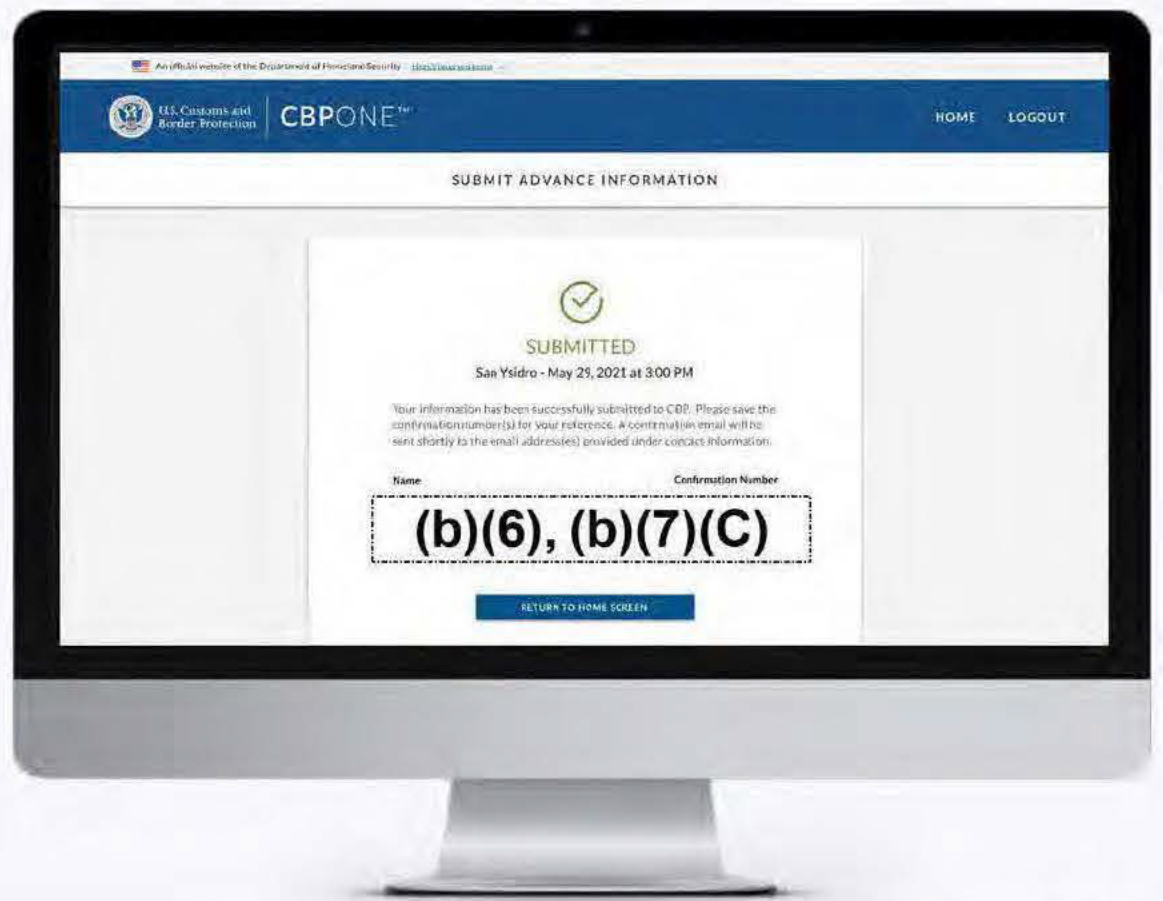 An official website of the Department of Homeland Security
U.S. Customs and
Border Protection
CBPONE™
HOME LOGOUT
SUBMIT ADVANCE INFORMATION
SUBMITTED
San Ysidro - May 29, 2021 at 3:00 PM
Your information has been successfully submitted to CBP. Please save the
confirmation number(s) for your reference. A confirmation email will be
sent shortly to the email address(es) provided under contact information.
Name Confirmation Number
(b)(6), (b)(7)(C)
RETURN TO HOME SCREEN